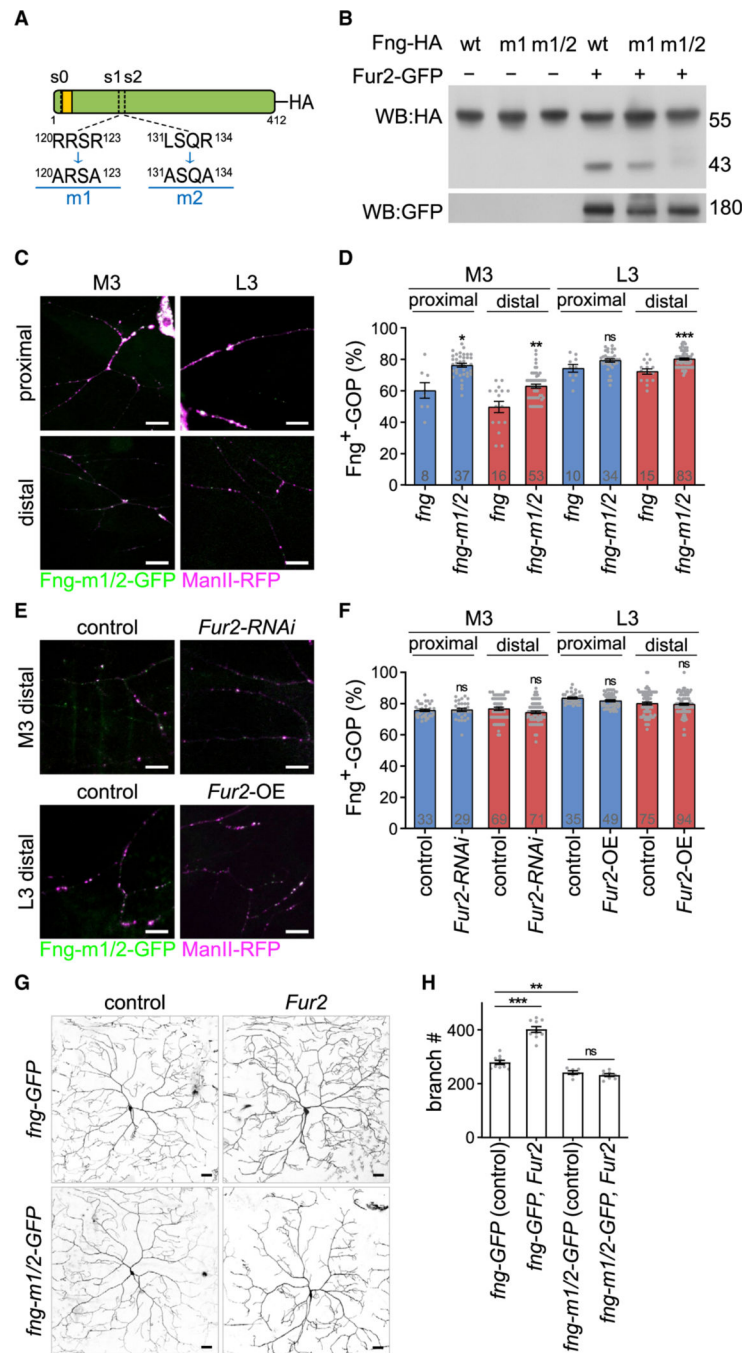 A
s0 s1 s2
HA
1 412
¹²⁰RRSR¹²³ ¹³¹LSQR¹³⁴
↓ ↓
¹²⁰ARSA¹²³ ¹³¹ASQA¹³⁴
m1 m2
B
Fng-HA wt m1 m1/2 wt m1 m1/2
Fur2-GFP – – – + + +
WB:HA 55
43
WB:GFP 180
C
M3 L3
proximal
distal
Fng-m1/2-GFP ManII-RFP
D
M3 L3
proximal distal proximal distal
Fng⁺-GOP (%)
100
80
60
40
20
0
* ** ns ***
8 37 16 53 10 34 15 83
fng fng-m1/2 fng fng-m1/2 fng fng-m1/2 fng fng-m1/2
E
control Fur2-RNAi
M3 distal
control Fur2-OE
L3 distal
Fng-m1/2-GFP ManII-RFP
F
M3 L3
proximal distal proximal distal
Fng⁺-GOP (%)
100
80
60
40
20
0
ns ns ns ns
33 29 69 71 35 49 75 94
control Fur2-RNAi control Fur2-RNAi control Fur2-OE control Fur2-OE
G
control Fur2
fng-GFP
fng-m1/2-GFP
H
branch #
400
200
0
**
***
ns
fng-GFP (control)
fng-GFP, Fur2
fng-m1/2-GFP (control)
fng-m1/2-GFP, Fur2